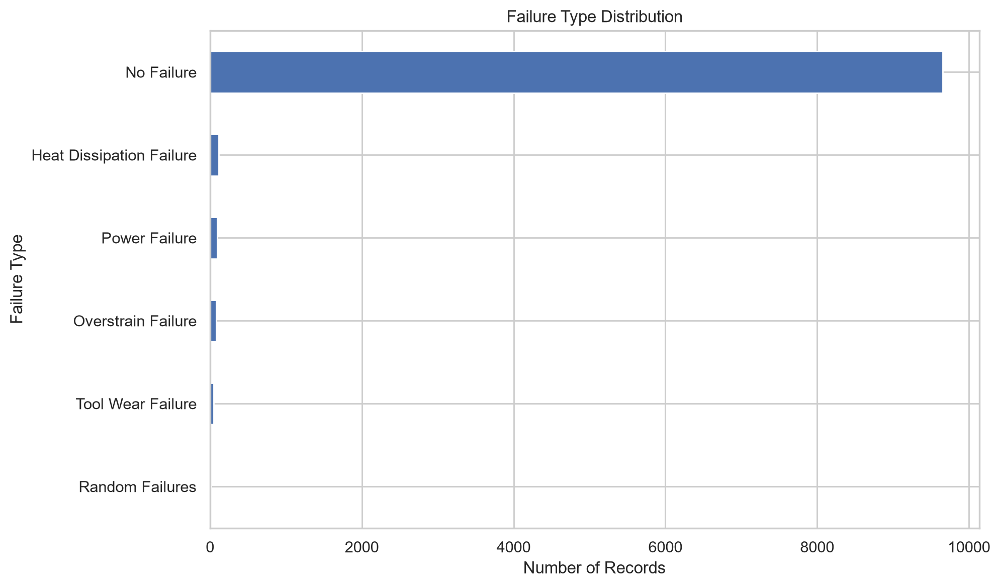 Failure Type Distribution
Failure Type
No Failure
Heat Dissipation Failure
Power Failure
Overstrain Failure
Tool Wear Failure
Random Failures
0 2000 4000 6000 8000 10000
Number of Records